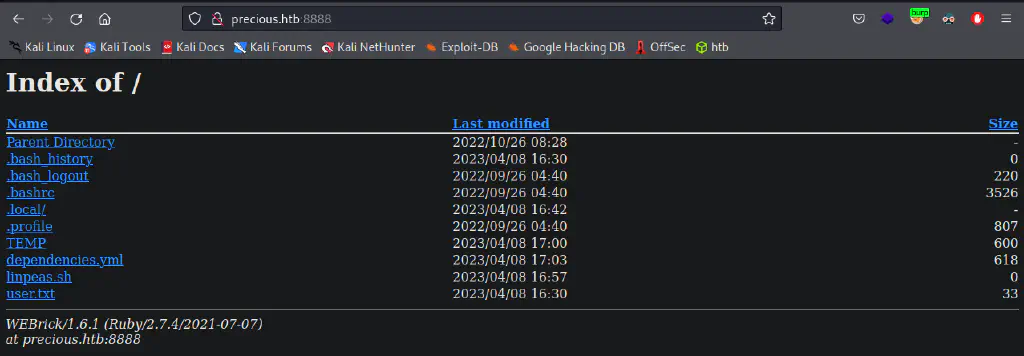 precious.htb:8888
burp
Kali Linux Kali Tools Kali Docs Kali Forums Kali NetHunter Exploit-DB Google Hacking DB OffSec htb
Index of /
Name Last modified Size
Parent Directory 2022/10/26 08:28 -
.bash_history 2023/04/08 16:30 0
.bash_logout 2022/09/26 04:40 220
.bashrc 2022/09/26 04:40 3526
.local/ 2023/04/08 16:42 -
.profile 2022/09/26 04:40 807
TEMP 2023/04/08 17:00 600
dependencies.yml 2023/04/08 17:03 618
linpeas.sh 2023/04/08 16:57 0
user.txt 2023/04/08 16:30 33
WEBrick/1.6.1 (Ruby/2.7.4/2021-07-07)
at precious.htb:8888